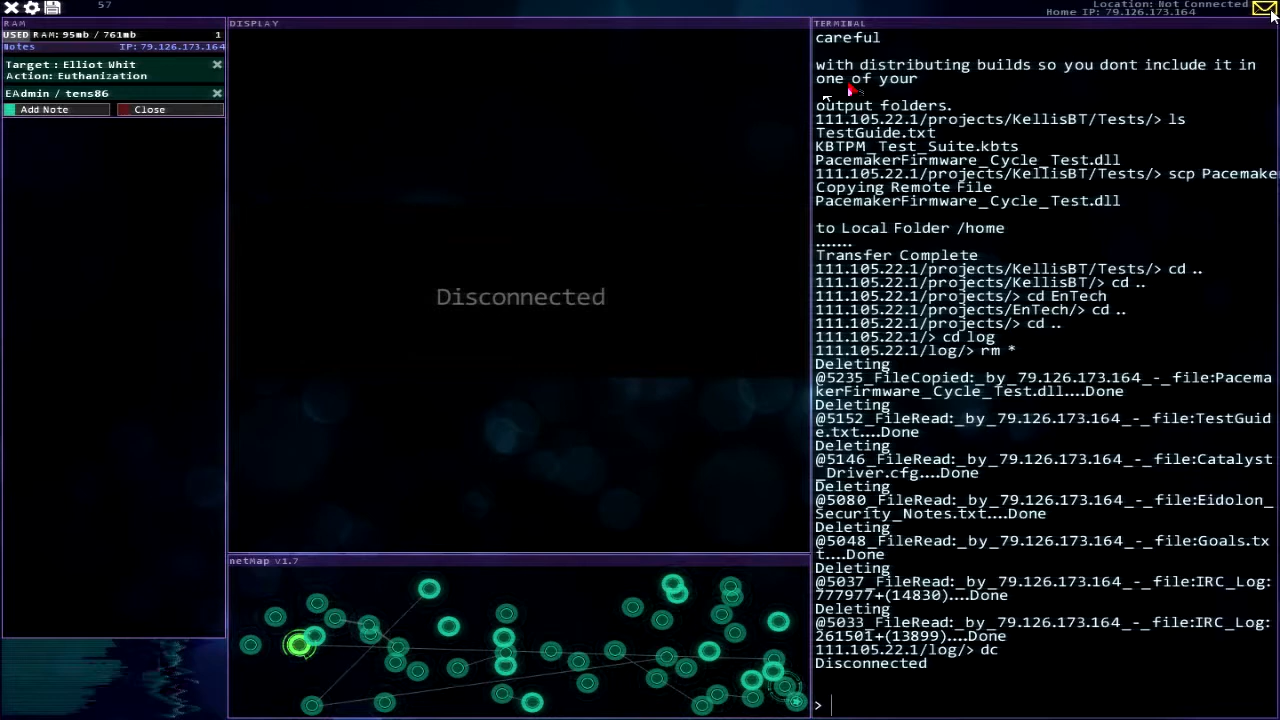 57
Location: Not Connected
Home IP: 79.126.173.164
RAM
USED RAM: 95mb / 761mb 1
Notes IP: 79.126.173.164
Target : Elliot Whit
Action: Euthanization
EAdmin / tens86
Add Note Close
DISPLAY
Disconnected
netMap v1.7
TERMINAL
careful
with distributing builds so you dont include it in
one of your
output folders.
111.105.22.1/projects/KellisBT/Tests/> ls
TestGuide.txt
KBTPM_Test_Suite.kbts
PacemakerFirmware_Cycle_Test.dll
111.105.22.1/projects/KellisBT/Tests/> scp Pacemake
Copying Remote File
PacemakerFirmware_Cycle_Test.dll
to Local Folder /home
.......
Transfer Complete
111.105.22.1/projects/KellisBT/Tests/> cd ..
111.105.22.1/projects/KellisBT/> cd ..
111.105.22.1/projects/> cd EnTech
111.105.22.1/projects/EnTech/> cd ..
111.105.22.1/projects/> cd ..
111.105.22.1/> cd log
111.105.22.1/log/> rm *
Deleting
@5235_FileCopied:_by_79.126.173.164_-_file:Pacema
kerFirmware_Cycle_Test.dll....Done
Deleting
@5152_FileRead:_by_79.126.173.164_-_file:TestGuid
e.txt....Done
Deleting
@5146_FileRead:_by_79.126.173.164_-_file:Catalyst
_Driver.cfg....Done
Deleting
@5080_FileRead:_by_79.126.173.164_-_file:Eidolon_
Security_Notes.txt....Done
Deleting
@5048_FileRead:_by_79.126.173.164_-_file:Goals.tx
t....Done
Deleting
@5037_FileRead:_by_79.126.173.164_-_file:IRC_Log:
777977+(14830)....Done
Deleting
@5033_FileRead:_by_79.126.173.164_-_file:IRC_Log:
261501+(13899)....Done
111.105.22.1/log/> dc
Disconnected
>